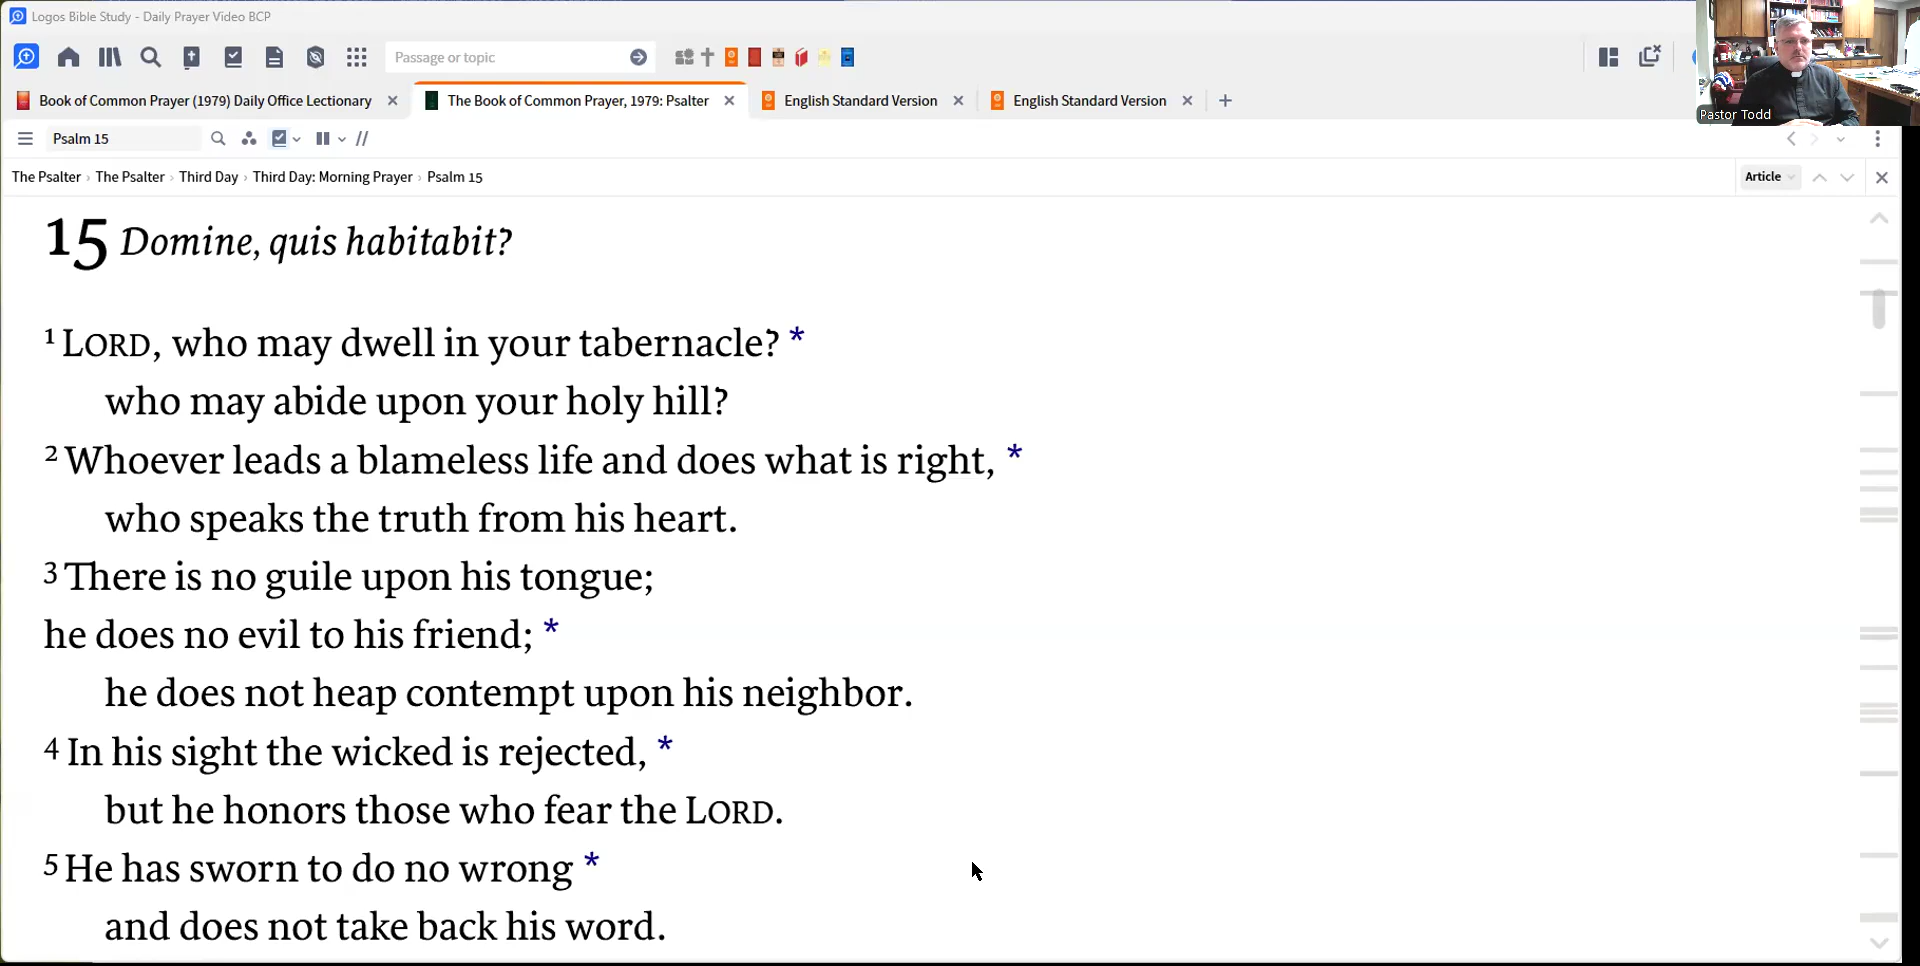 Logos Bible Study - Daily Prayer Video BCP
Passage or topic
Book of Common Prayer (1979) Daily Office Lectionary
The Book of Common Prayer, 1979: Psalter
English Standard Version
English Standard Version
Pastor Todd
Psalm 15
The Psalter › The Psalter › Third Day › Third Day: Morning Prayer › Psalm 15
Article
15 Domine, quis habitabit?
1 LORD, who may dwell in your tabernacle? *
who may abide upon your holy hill?
2 Whoever leads a blameless life and does what is right, *
who speaks the truth from his heart.
3 There is no guile upon his tongue;
he does no evil to his friend; *
he does not heap contempt upon his neighbor.
4 In his sight the wicked is rejected, *
but he honors those who fear the LORD.
5 He has sworn to do no wrong *
and does not take back his word.